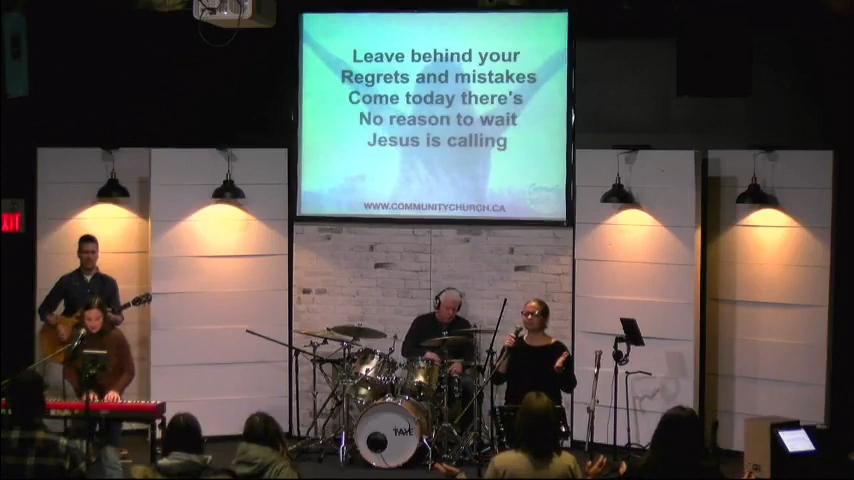 Leave behind your
Regrets and mistakes
Come today there's
No reason to wait
Jesus is calling
WWW.COMMUNITYCHURCH.CA
EXIT
TAYE